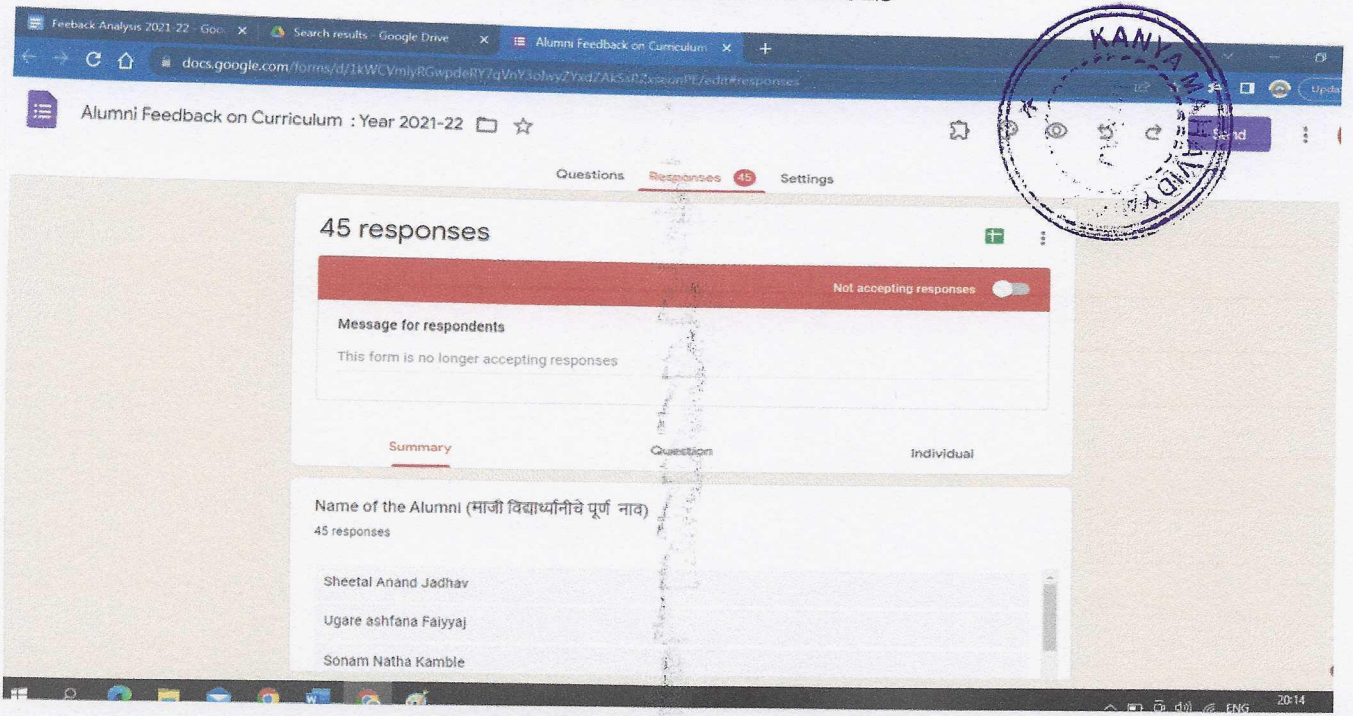 Feeback Analysis 2021-22 - Goo
Search results - Google Drive
Alumni Feedback on Curriculum
docs.google.com/forms/d/
/edit#responses
Upda
Alumni Feedback on Curriculum : Year 2021-22
Send
KANYA MAHAVIDYA
Questions
Responses 45
Settings
45 responses
Not accepting responses
Message for respondents
This form is no longer accepting responses
Summary
Question
Individual
Name of the Alumni (माजी विद्यार्थ्यानीचे पूर्ण नाव)
45 responses
Sheetal Anand Jadhav
Ugare ashfana Faiyyaj
Sonam Natha Kamble
ENG
20:14